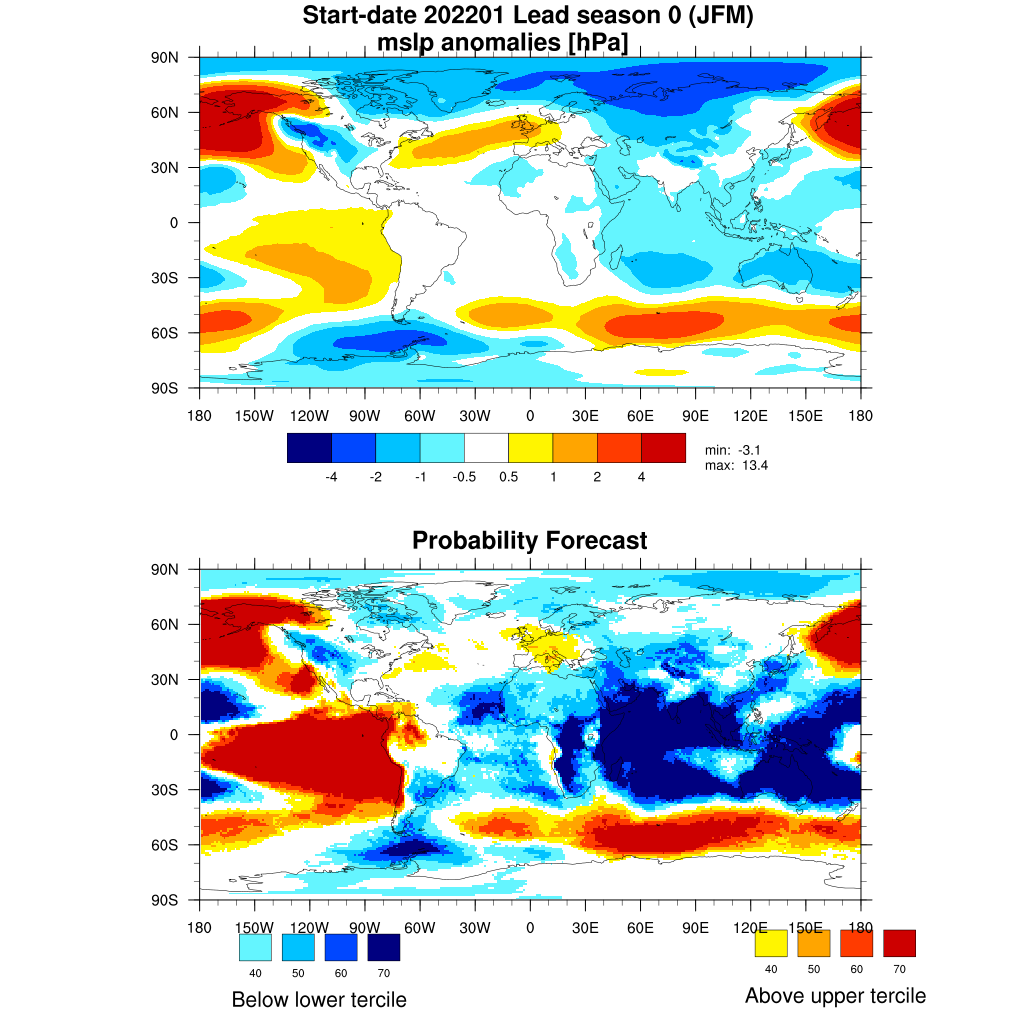 Start-date 202201 Lead season 0 (JFM)
mslp anomalies [hPa]
90N
60N
30N
0
30S
60S
90S
180 150W 120W 90W 60W 30W 0 30E 60E 90E 120E 150E 180
-4 -2 -1 -0.5 0.5 1 2 4
min: -3.1
max: 13.4
Probability Forecast
90N
60N
30N
0
30S
60S
90S
180 150W 120W 90W 60W 30W 0 30E 60E 90E 120E 150E 180
40 50 60 70
Below lower tercile
40 50 60 70
Above upper tercile